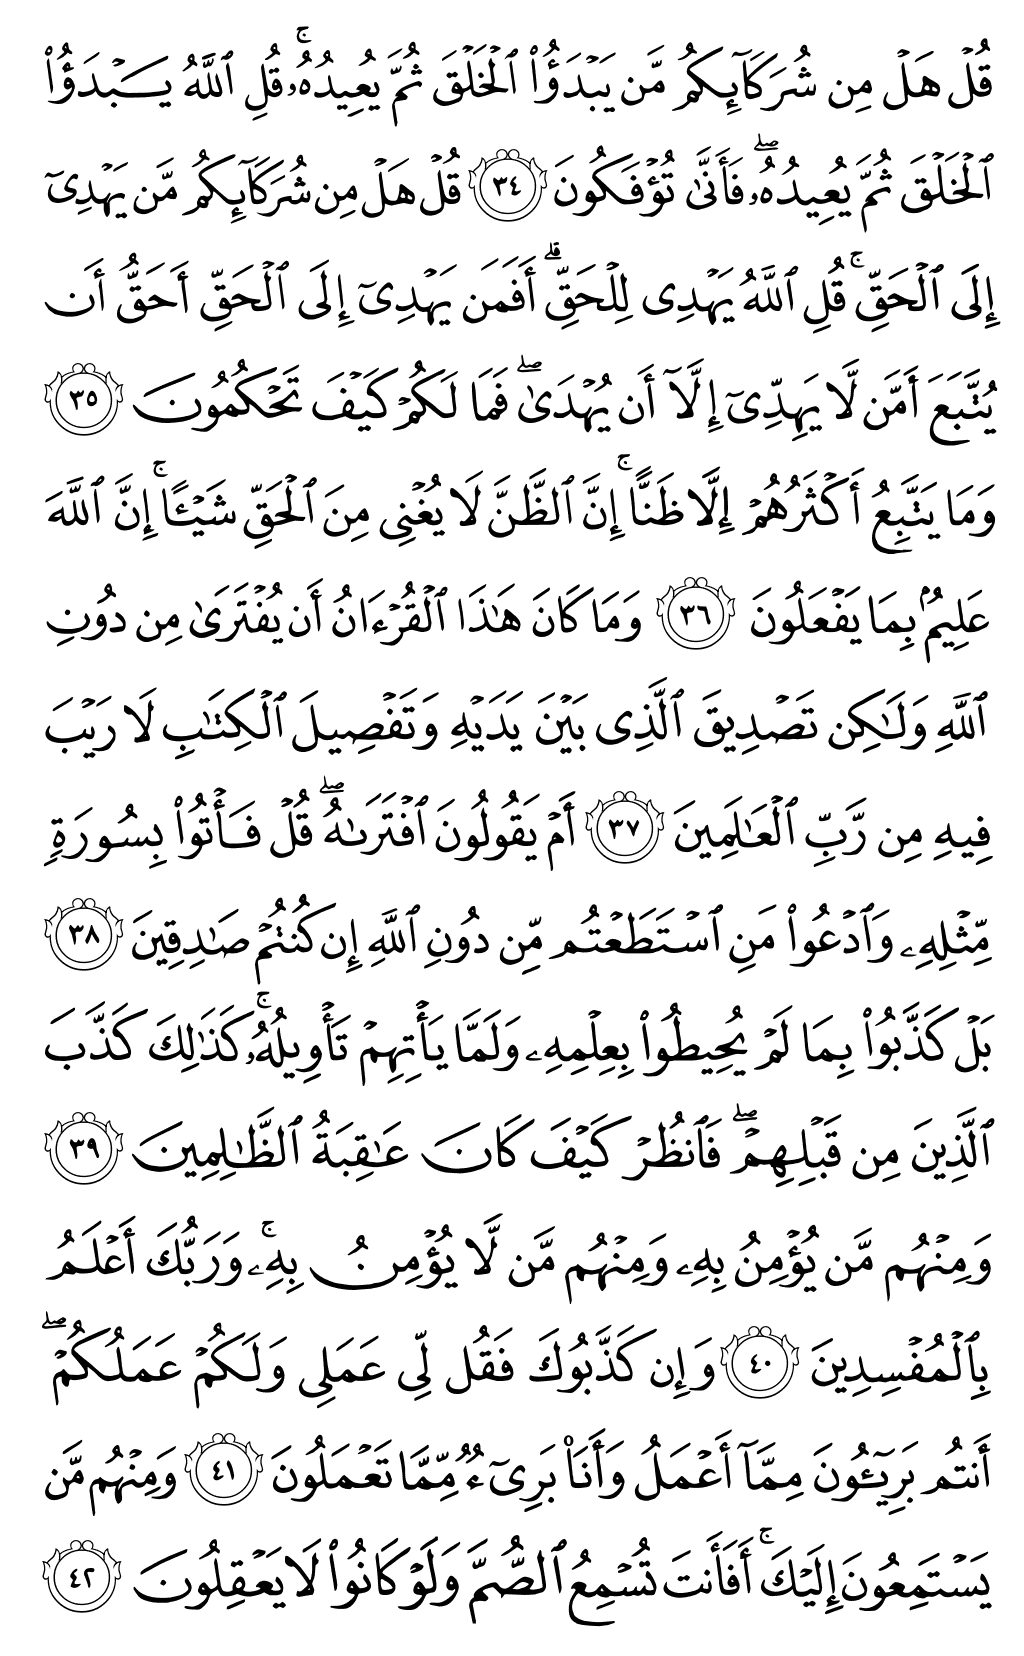 قُلْ هَلْ مِن شُرَكَآئِكُم مَّن يَبْدَؤُا۟ ٱلْخَلْقَ ثُمَّ يُعِيدُهُۥ ۚ قُلِ ٱللَّهُ يَبْدَؤُا۟
ٱلْخَلْقَ ثُمَّ يُعِيدُهُۥ ۖ فَأَنَّىٰ تُؤْفَكُونَ ٣٤ قُلْ هَلْ مِن شُرَكَآئِكُم مَّن يَهْدِىٓ
إِلَى ٱلْحَقِّ ۚ قُلِ ٱللَّهُ يَهْدِى لِلْحَقِّ ۗ أَفَمَن يَهْدِىٓ إِلَى ٱلْحَقِّ أَحَقُّ أَن
يُتَّبَعَ أَمَّن لَّا يَهِدِّىٓ إِلَّآ أَن يُهْدَىٰ ۖ فَمَا لَكُمْ كَيْفَ تَحْكُمُونَ ٣٥
وَمَا يَتَّبِعُ أَكْثَرُهُمْ إِلَّا ظَنًّا ۚ إِنَّ ٱلظَّنَّ لَا يُغْنِى مِنَ ٱلْحَقِّ شَيْـًٔا ۚ إِنَّ ٱللَّهَ
عَلِيمٌۢ بِمَا يَفْعَلُونَ ٣٦ وَمَا كَانَ هَـٰذَا ٱلْقُرْءَانُ أَن يُفْتَرَىٰ مِن دُونِ
ٱللَّهِ وَلَـٰكِن تَصْدِيقَ ٱلَّذِى بَيْنَ يَدَيْهِ وَتَفْصِيلَ ٱلْكِتَـٰبِ لَا رَيْبَ
فِيهِ مِن رَّبِّ ٱلْعَـٰلَمِينَ ٣٧ أَمْ يَقُولُونَ ٱفْتَرَىٰهُ ۖ قُلْ فَأْتُوا۟ بِسُورَةٍ
مِّثْلِهِۦ وَٱدْعُوا۟ مَنِ ٱسْتَطَعْتُم مِّن دُونِ ٱللَّهِ إِن كُنتُمْ صَـٰدِقِينَ ٣٨
بَلْ كَذَّبُوا۟ بِمَا لَمْ يُحِيطُوا۟ بِعِلْمِهِۦ وَلَمَّا يَأْتِهِمْ تَأْوِيلُهُۥ ۚ كَذَٰلِكَ كَذَّبَ
ٱلَّذِينَ مِن قَبْلِهِمْ ۖ فَٱنظُرْ كَيْفَ كَانَ عَـٰقِبَةُ ٱلظَّـٰلِمِينَ ٣٩
وَمِنْهُم مَّن يُؤْمِنُ بِهِۦ وَمِنْهُم مَّن لَّا يُؤْمِنُ بِهِۦ ۚ وَرَبُّكَ أَعْلَمُ
بِٱلْمُفْسِدِينَ ٤٠ وَإِن كَذَّبُوكَ فَقُل لِّى عَمَلِى وَلَكُمْ عَمَلُكُمْ ۖ
أَنتُم بَرِيٓـُٔونَ مِمَّآ أَعْمَلُ وَأَنَا۠ بَرِىٓءٌ مِّمَّا تَعْمَلُونَ ٤١ وَمِنْهُم مَّن
يَسْتَمِعُونَ إِلَيْكَ ۚ أَفَأَنتَ تُسْمِعُ ٱلصُّمَّ وَلَوْ كَانُوا۟ لَا يَعْقِلُونَ ٤٢